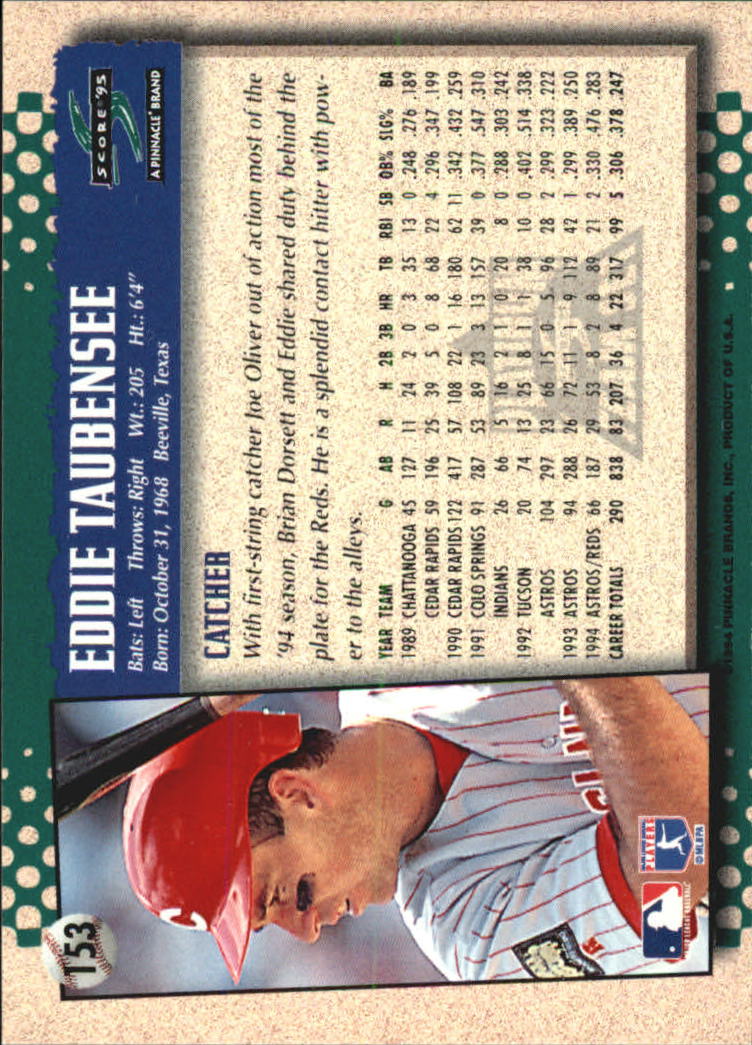 EDDIE TAUBENSEE
Bats: Left Throws: Right Wt.: 205 Ht.: 6'4"
Born: October 31, 1968 Beeville, Texas
SCORE '95
A PINNACLE BRAND
CATCHER
With first-string catcher Joe Oliver out of action most of the
'94 season, Brian Dorsett and Eddie shared duty behind the
plate for the Reds. He is a splendid contact hitter with pow-
er to the alleys.
YEAR TEAM G AB R H 2B 3B HR TB RBI SB OB% SLG% BA
1989 CHATTANOOGA 45 127 11 24 2 0 3 35 13 0 .248 .276 .189
CEDAR RAPIDS 59 196 25 39 5 0 8 68 22 4 .296 .347 .199
1990 CEDAR RAPIDS 122 417 57 108 22 1 16 180 62 11 .342 .432 .259
1991 COLO SPRINGS 91 287 53 89 23 3 13 157 39 0 .377 .547 .310
INDIANS 26 66 5 16 2 1 0 20 8 0 .288 .303 .242
1992 TUCSON 20 74 13 25 8 1 1 38 10 0 .402 .514 .338
ASTROS 104 297 23 66 15 0 5 96 28 2 .299 .323 .222
1993 ASTROS 94 288 26 72 11 1 9 112 42 1 .299 .389 .250
1994 ASTROS/REDS 66 187 29 53 8 2 8 89 21 2 .330 .476 .283
CAREER TOTALS 290 838 83 207 36 4 22 317 99 5 .306 .378 .247
©1994 PINNACLE BRANDS, INC., PRODUCT OF U.S.A.
153
C
PLAYERS
©MLBPA
MAJOR LEAGUE BASEBALL